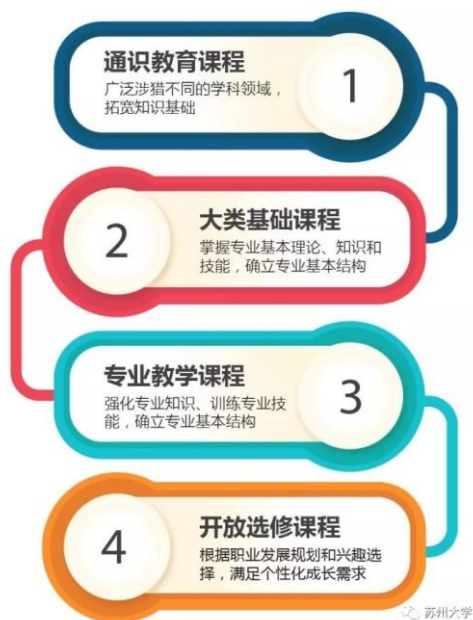 通识教育课程
广泛涉猎不同的学科领域，
拓宽知识基础
1
大类基础课程
掌握专业基本理论、知识和
技能，确立专业基本结构
2
专业教学课程
强化专业知识、训练专业技
能，确立专业基本结构
3
开放选修课程
根据职业发展规划和兴趣选
择，满足个性化成长需求
4
苏州大学